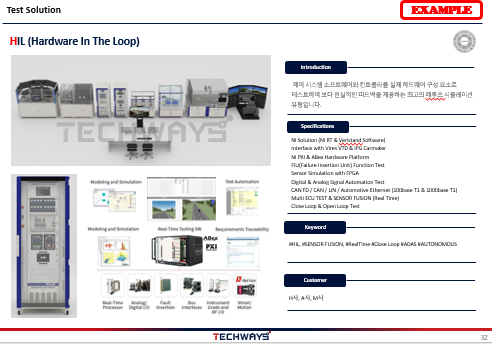 Test Solution
EXAMPLE
HIL (Hardware In The Loop)
TECHWAYS
Modeling and Simulation
Test Automation
Modeling and Simulation
Real Time Testing SW
Requirements Traceability
ABex
PXI
Real-Time
Processor
Analog/
Digital I/O
Fault
Insertion
Bus
Interfaces
Instrument
Grade and
RF I/O
Motion
Introduction
제어 시스템 소프트웨어와 컨트롤러를 실제 하드웨어 구성 요소로
테스트하여 보다 현실적인 피드백을 제공하는 최고의 페루프 시뮬레이션
유형입니다.
Specifications
NI Solution (NI RT & Veristand Software)
Interface with Vires VTD & IPG Carmaker
NI PXI & ABex Hardware Platform
FIU(Failure Insertion Unit) Function Test
Sensor Simulation with FPGA
Digital & Analog Signal Automation Test
CAN FD / CAN / LIN / Automotive Ethernet (100base T1 & 1000base T1)
Multi ECU TEST & SENSOR FUSION (Real Time)
Close Loop & Open Loop Test
Keyword
#HIL, #SENSOR FUSION, #RealTime #Close Loop #ADAS #AUTONOMOUS
Customer
H사, A사, M사
TECHWAYS
32